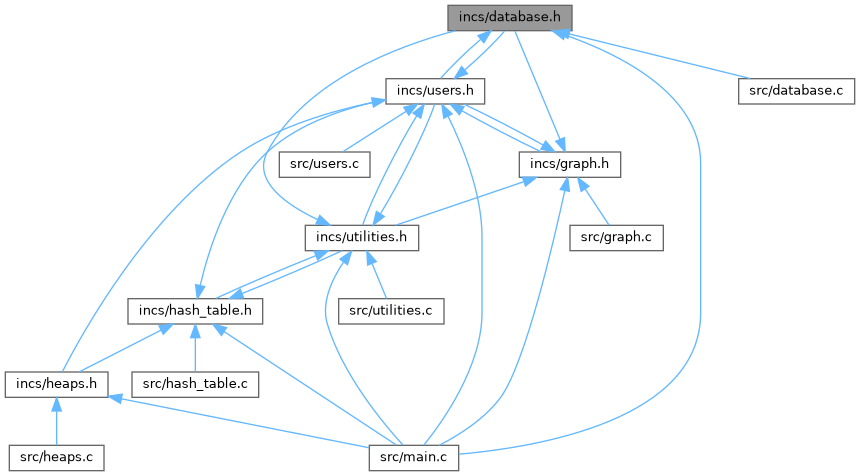 incs/database.h
incs/users.h
src/database.c
src/users.c
incs/graph.h
incs/utilities.h
src/graph.c
incs/hash_table.h
src/utilities.c
incs/heaps.h
src/hash_table.c
src/heaps.c
src/main.c